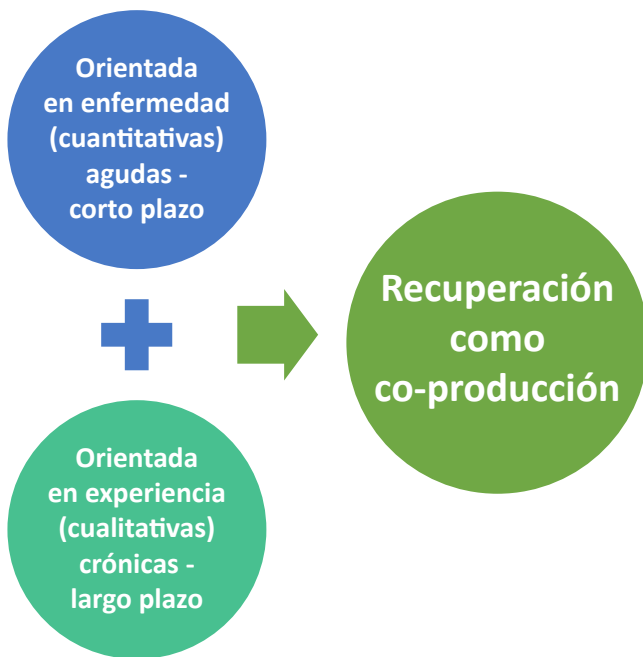 Orientada
en enfermedad
(cuantitativas)
agudas -
corto plazo
Recuperación
como
co-producción
Orientada
en experiencia
(cualitativas)
crónicas -
largo plazo